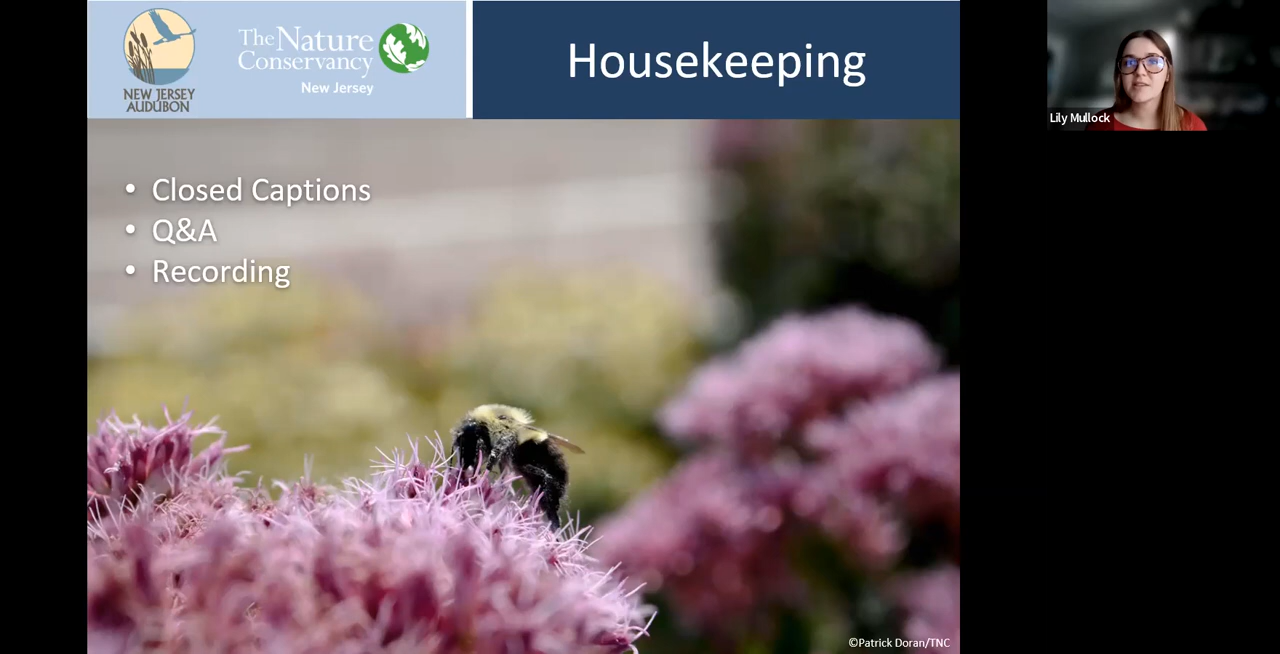 NEW JERSEY
AUDUBON
The Nature
Conservancy
New Jersey
Housekeeping
Lily Mullock
• Closed Captions
• Q&A
• Recording
©Patrick Doran/TNC